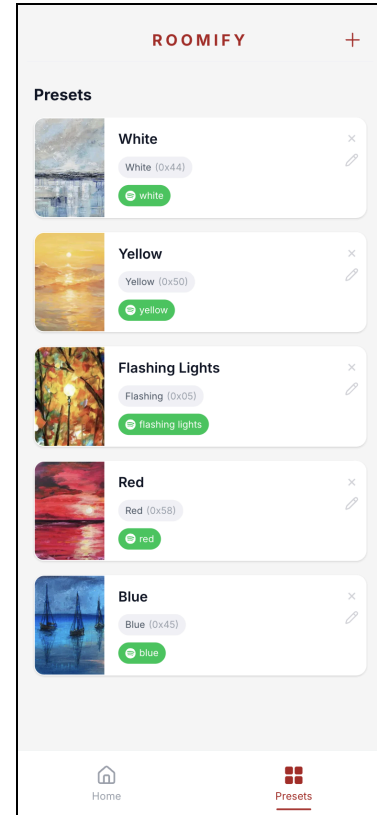 ROOMIFY
Presets
White
White (0x44)
white
Yellow
Yellow (0x50)
yellow
Flashing Lights
Flashing (0x05)
flashing lights
Red
Red (0x58)
red
Blue
Blue (0x45)
blue
Home
Presets